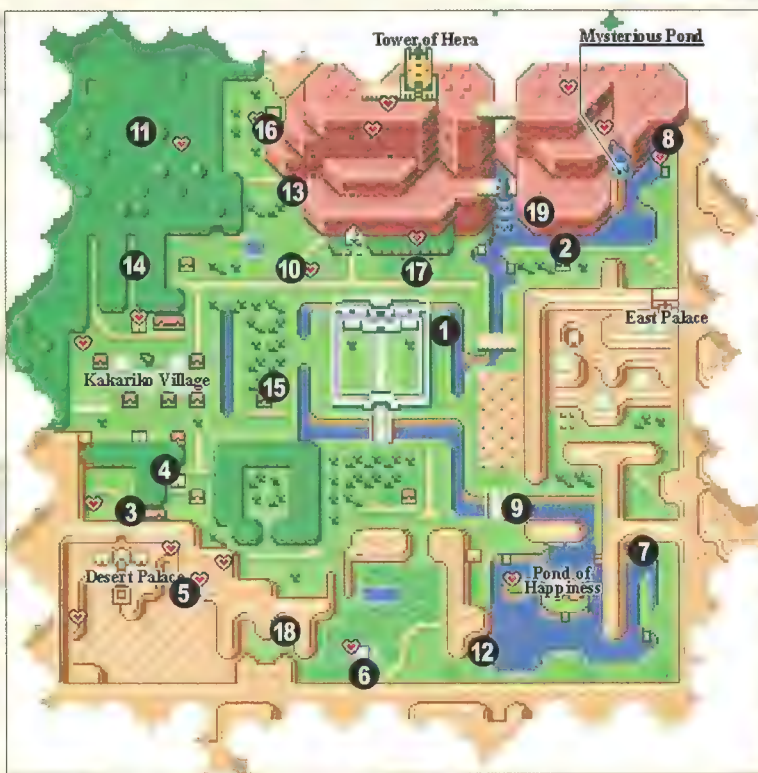 Tower of Hera
Mysterious Pond
11
16
8
13
19
2
14
10
17
1
East Palace
Kakariko Village
15
4
3
9
7
Desert Palace
5
Pond of
Happiness
18
12
6